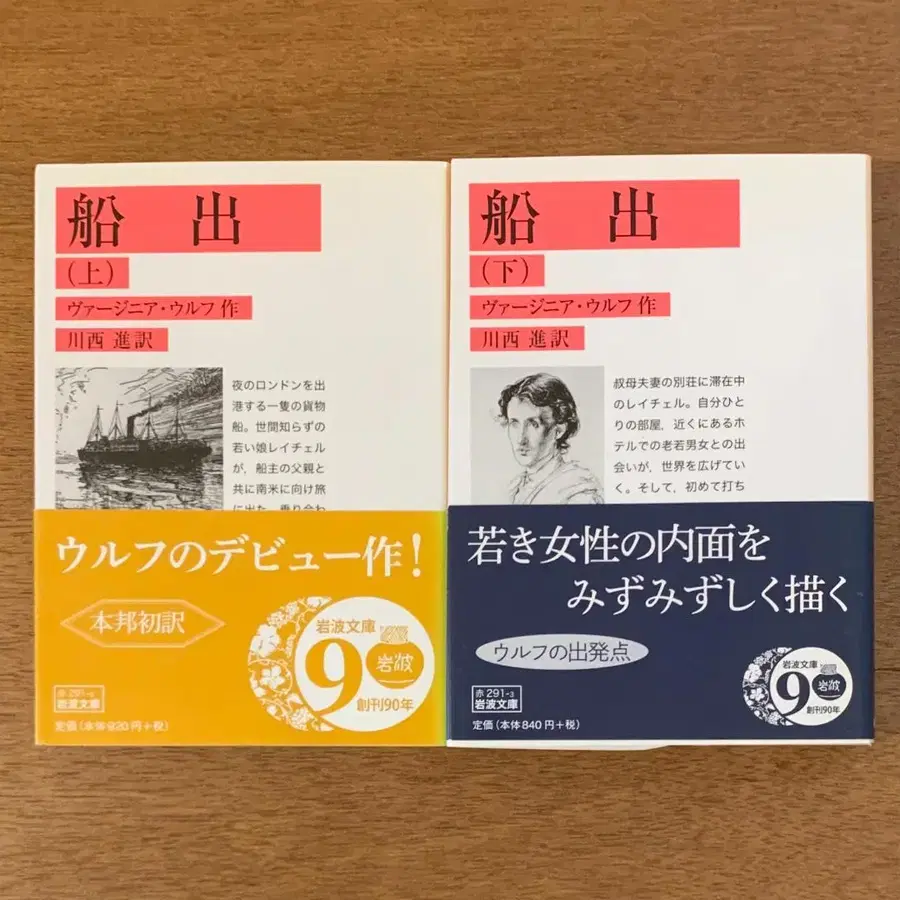 船出
(上)
ヴァージニア・ウルフ 作
川西 進訳
夜のロンドンを出
港する一隻の貨物
船。世間知らずの
若い娘レイチェル
が、船主の父親と
共に南米に向け旅
ウルフのデビュー作!
本邦初訳
岩波文庫
90
岩波
創刊90年
赤 291-2
岩波文庫
定価(本体 920 円+税)
船出
(下)
ヴァージニア・ウルフ 作
川西 進訳
叔母夫妻の別荘に滞在中
のレイチェル。自分ひと
りの部屋、近くにあるホ
テルでの老若男女との出
会いが、世界を広げてい
く。そして、初めて打ち
若き女性の内面を
みずみずしく描く
ウルフの出発点
岩波文庫
90
岩波
創刊90年
赤 291-3
岩波文庫
定価(本体 840 円+税)